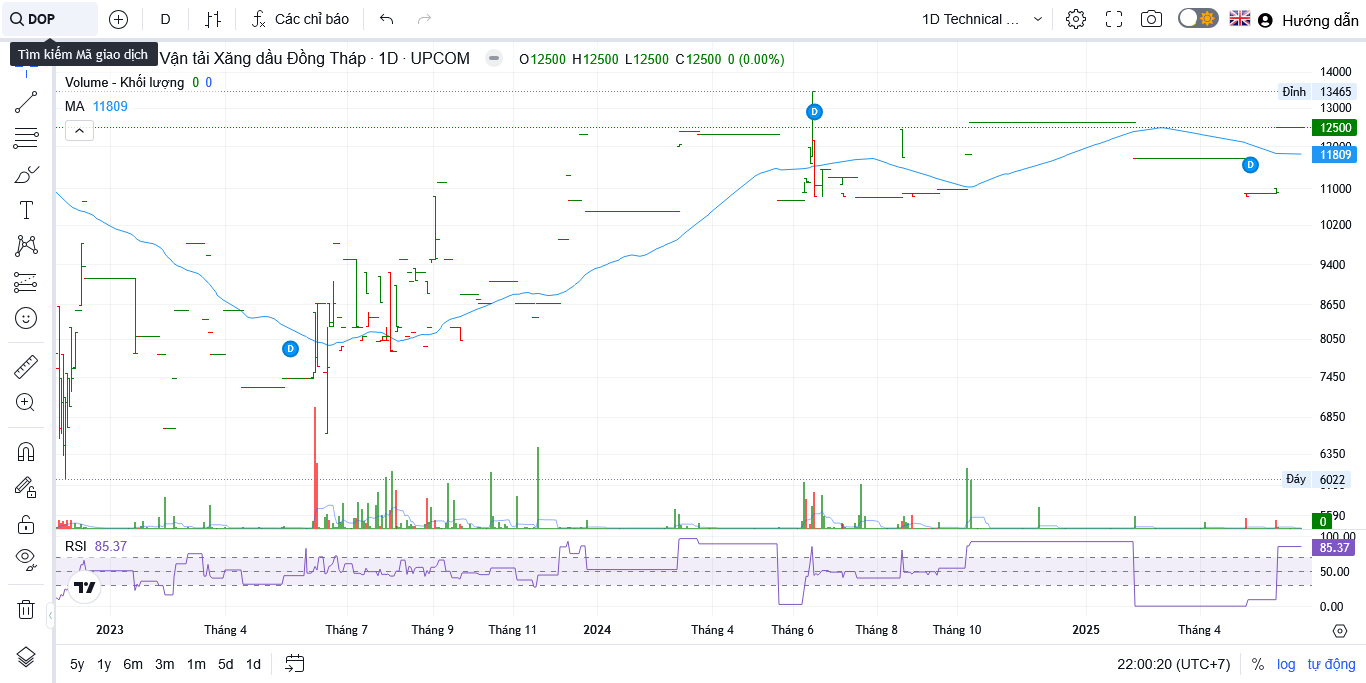 DOP
D
Các chỉ báo
1D Technical ...
Hướng dẫn
Tìm kiếm Mã giao dịch
Vận tải Xăng dầu Đồng Tháp · 1D · UPCOM
O12500 H12500 L12500 C12500 0 (0.00%)
Volume - Khối lượng 0 0
MA 11809
14000
Đỉnh 13465
13000
12500
12000
11809
11000
10200
9400
8650
8050
7450
6850
6350
Đáy 6022
5590
0
D
D
D
RSI 85.37
100.00
85.37
50.00
0.00
2023 Tháng 4 Tháng 7 Tháng 9 Tháng 11 2024 Tháng 4 Tháng 6 Tháng 8 Tháng 10 2025 Tháng 4
5y 1y 6m 3m 1m 5d 1d
22:00:20 (UTC+7) % log tự động